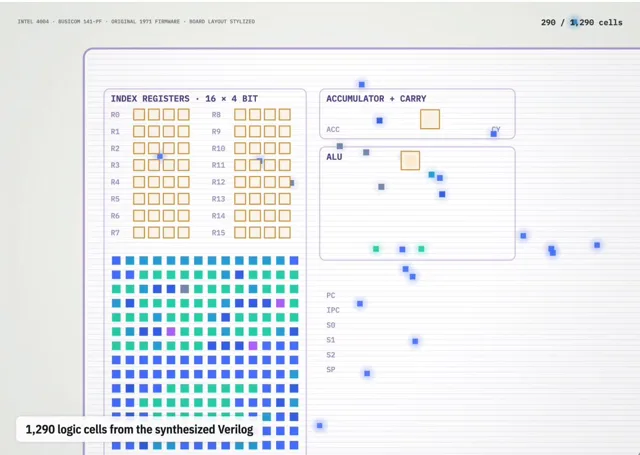 INTEL 4004 · BUSICOM 141-PF · ORIGINAL 1971 FIRMWARE · BOARD LAYOUT STYLIZED
290 / 1,290 cells
INDEX REGISTERS · 16 × 4 BIT
R0
R1
R2
R3
R4
R5
R6
R7
R8
R9
R10
R11
R12
R13
R14
R15
ACCUMULATOR + CARRY
ACC
CY
ALU
PC
IPC
S0
S1
S2
SP
1,290 logic cells from the synthesized Verilog